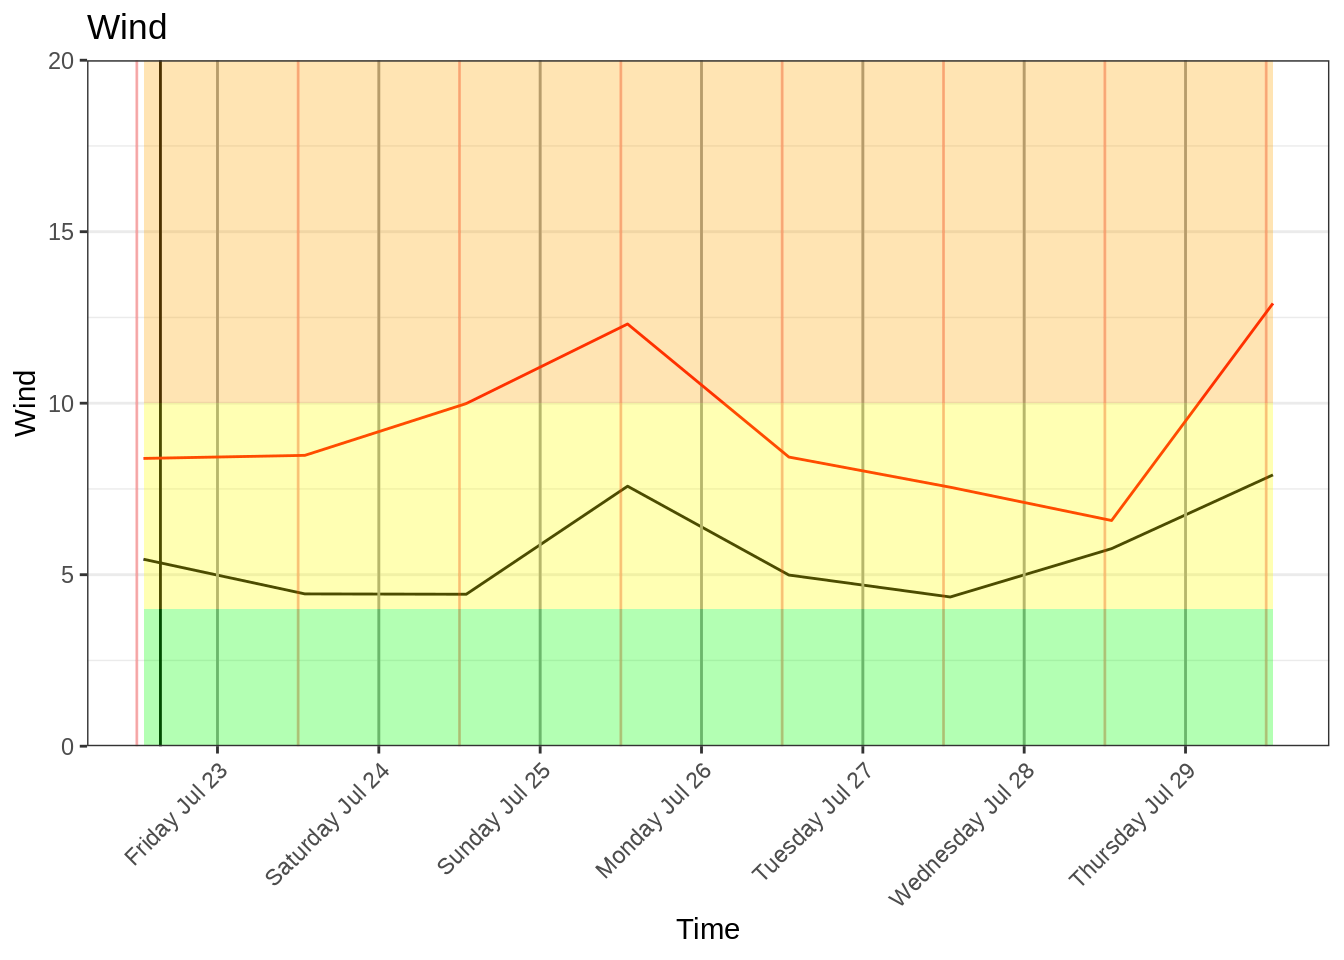 Wind
20
15
10
5
0
Wind
Friday Jul 23
Saturday Jul 24
Sunday Jul 25
Monday Jul 26
Tuesday Jul 27
Wednesday Jul 28
Thursday Jul 29
Time